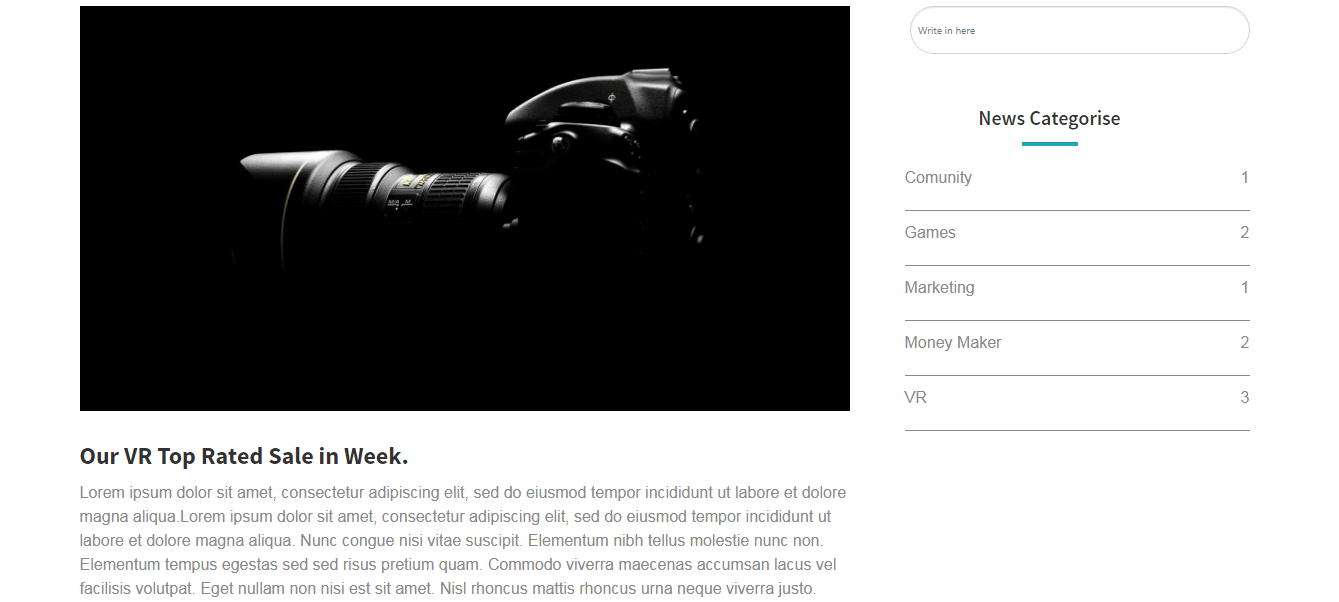 Write in here
News Categorise
Comunity 1
Games 2
Marketing 1
Money Maker 2
VR 3
Our VR Top Rated Sale in Week.
Lorem ipsum dolor sit amet, consectetur adipiscing elit, sed do eiusmod tempor incididunt ut labore et dolore
magna aliqua.Lorem ipsum dolor sit amet, consectetur adipiscing elit, sed do eiusmod tempor incididunt ut
labore et dolore magna aliqua. Nunc congue nisi vitae suscipit. Elementum nibh tellus molestie nunc non.
Elementum tempus egestas sed sed risus pretium quam. Commodo viverra maecenas accumsan lacus vel
facilisis volutpat. Eget nullam non nisi est sit amet. Nisl rhoncus mattis rhoncus urna neque viverra justo.